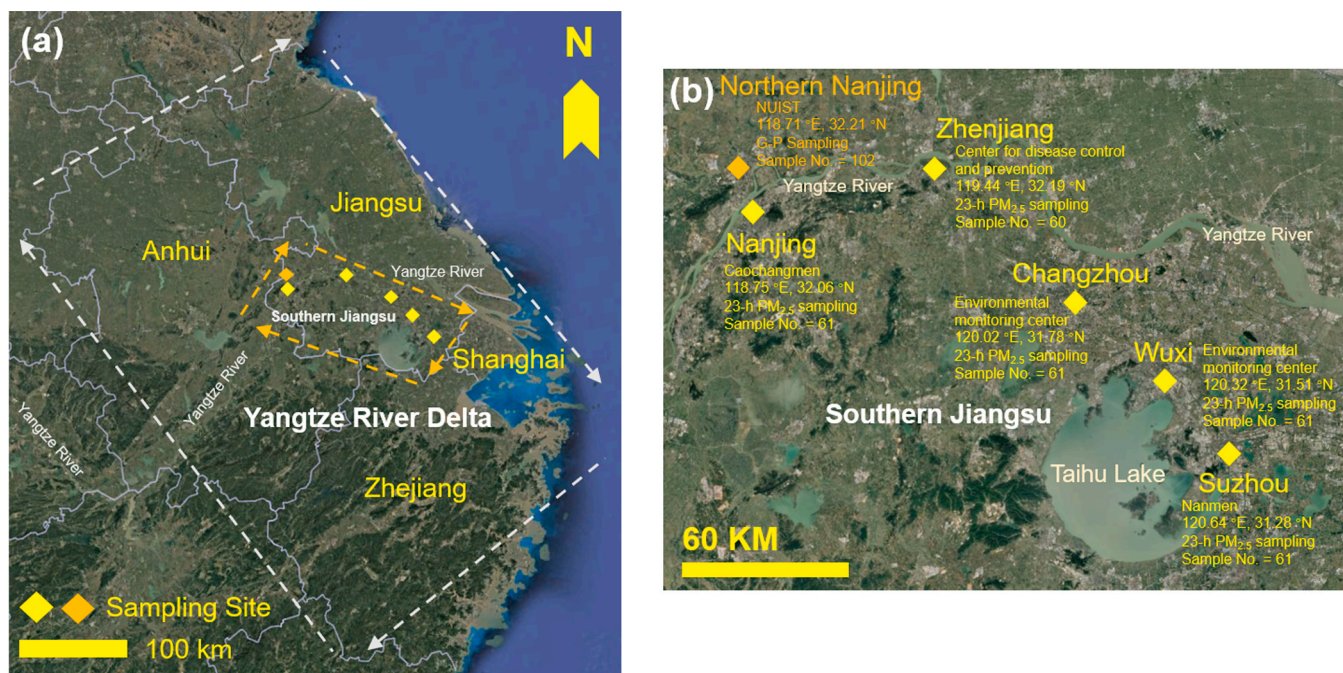 (a)
N
Jiangsu
Anhui
Yangtze River
Southern Jiangsu
Shanghai
Yangtze River
Yangtze River
Yangtze River Delta
Zhejiang
Sampling Site
100 km
(b)
Northern Nanjing
NUIST
118.71 °E, 32.21 °N
G-P Sampling
Sample No. = 102
Zhenjiang
Center for disease control
and prevention
119.44 °E, 32.19 °N
23-h PM2.5 sampling
Sample No. = 60
Yangtze River
Nanjing
Caochangmen
118.75 °E, 32.06 °N
23-h PM2.5 sampling
Sample No. = 61
Yangtze River
Changzhou
Environmental
monitoring center
120.02 °E, 31.78 °N
23-h PM2.5 sampling
Sample No. = 61
Wuxi
Environmental
monitoring center
120.32 °E, 31.51 °N
23-h PM2.5 sampling
Sample No. = 61
Southern Jiangsu
Taihu Lake
Suzhou
Nanmen
120.64 °E, 31.28 °N
23-h PM2.5 sampling
Sample No. = 61
60 KM